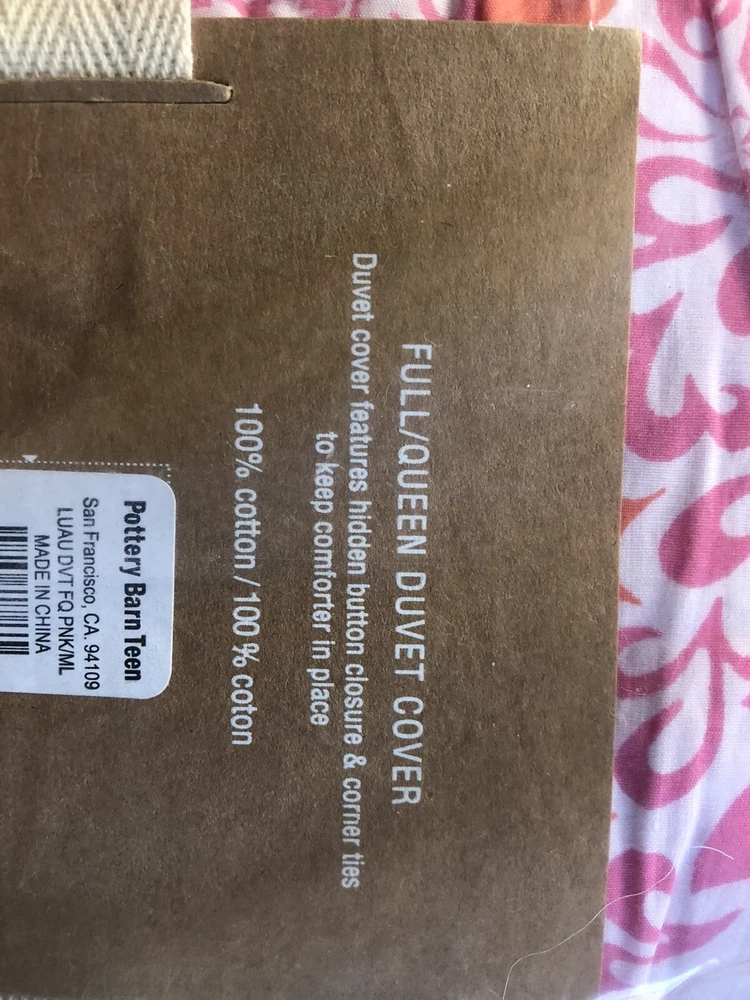 FULL/QUEEN DUVET COVER
Duvet cover features hidden button closure & corner ties
to keep comforter in place
100% cotton / 100 % coton
Pottery Barn Teen
San Francisco, CA. 94109
LUAU DVT FQ PNK/ML
MADE IN CHINA